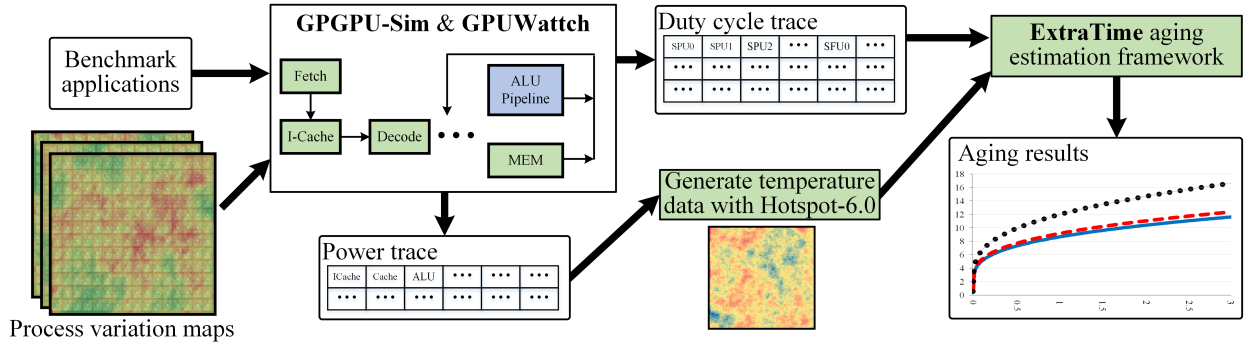 Benchmark
applications
Process variation maps
GPGPU-Sim & GPUWattch
Fetch
I-Cache
Decode
•••
ALU
Pipeline
MEM
Power trace
ICache Cache ALU ••• ••• •••
••• ••• ••• ••• ••• •••
Duty cycle trace
SPU0 SPU1 SPU2 ••• SFU0 •••
••• ••• ••• ••• ••• •••
••• ••• ••• ••• ••• •••
Generate temperature
data with Hotspot-6.0
ExtraTime aging
estimation framework
Aging results
18
16
14
12
10
8
6
4
2
0
0 0.5 1 1.5 2 2.5 3